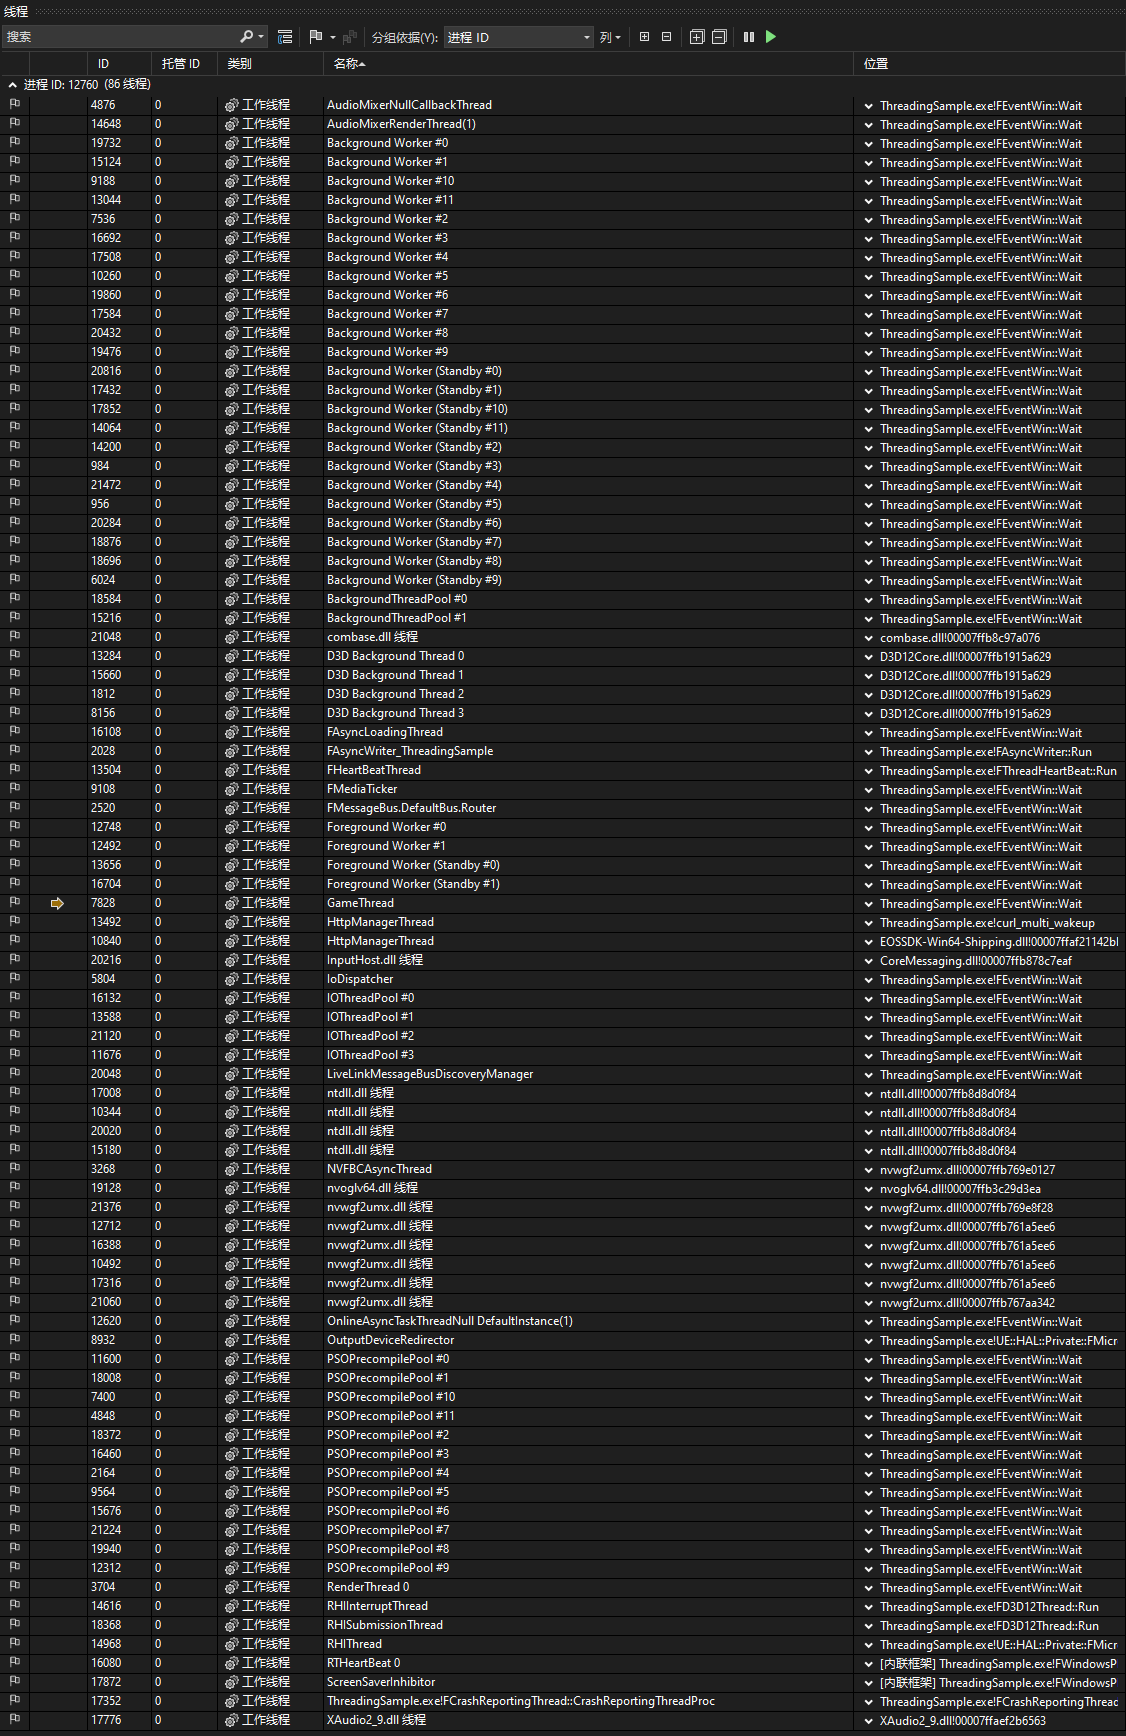 线程
搜索 分组依据(Y): 进程 ID 列
ID 托管 ID 类别 名称 位置
进程 ID: 12760 (86 线程)
4876 0 工作线程 AudioMixerNullCallbackThread ThreadingSample.exe!FEventWin::Wait
14648 0 工作线程 AudioMixerRenderThread(1) ThreadingSample.exe!FEventWin::Wait
19732 0 工作线程 Background Worker #0 ThreadingSample.exe!FEventWin::Wait
15124 0 工作线程 Background Worker #1 ThreadingSample.exe!FEventWin::Wait
9188 0 工作线程 Background Worker #10 ThreadingSample.exe!FEventWin::Wait
13044 0 工作线程 Background Worker #11 ThreadingSample.exe!FEventWin::Wait
7536 0 工作线程 Background Worker #2 ThreadingSample.exe!FEventWin::Wait
16692 0 工作线程 Background Worker #3 ThreadingSample.exe!FEventWin::Wait
17508 0 工作线程 Background Worker #4 ThreadingSample.exe!FEventWin::Wait
10260 0 工作线程 Background Worker #5 ThreadingSample.exe!FEventWin::Wait
19860 0 工作线程 Background Worker #6 ThreadingSample.exe!FEventWin::Wait
17584 0 工作线程 Background Worker #7 ThreadingSample.exe!FEventWin::Wait
20432 0 工作线程 Background Worker #8 ThreadingSample.exe!FEventWin::Wait
19476 0 工作线程 Background Worker #9 ThreadingSample.exe!FEventWin::Wait
20816 0 工作线程 Background Worker (Standby #0) ThreadingSample.exe!FEventWin::Wait
17432 0 工作线程 Background Worker (Standby #1) ThreadingSample.exe!FEventWin::Wait
17852 0 工作线程 Background Worker (Standby #10) ThreadingSample.exe!FEventWin::Wait
14064 0 工作线程 Background Worker (Standby #11) ThreadingSample.exe!FEventWin::Wait
14200 0 工作线程 Background Worker (Standby #2) ThreadingSample.exe!FEventWin::Wait
984 0 工作线程 Background Worker (Standby #3) ThreadingSample.exe!FEventWin::Wait
21472 0 工作线程 Background Worker (Standby #4) ThreadingSample.exe!FEventWin::Wait
956 0 工作线程 Background Worker (Standby #5) ThreadingSample.exe!FEventWin::Wait
20284 0 工作线程 Background Worker (Standby #6) ThreadingSample.exe!FEventWin::Wait
18876 0 工作线程 Background Worker (Standby #7) ThreadingSample.exe!FEventWin::Wait
18696 0 工作线程 Background Worker (Standby #8) ThreadingSample.exe!FEventWin::Wait
6024 0 工作线程 Background Worker (Standby #9) ThreadingSample.exe!FEventWin::Wait
18584 0 工作线程 BackgroundThreadPool #0 ThreadingSample.exe!FEventWin::Wait
15216 0 工作线程 BackgroundThreadPool #1 ThreadingSample.exe!FEventWin::Wait
21048 0 工作线程 combase.dll 线程 combase.dll!00007ffb8c97a076
13284 0 工作线程 D3D Background Thread 0 D3D12Core.dll!00007ffb1915a629
15660 0 工作线程 D3D Background Thread 1 D3D12Core.dll!00007ffb1915a629
1812 0 工作线程 D3D Background Thread 2 D3D12Core.dll!00007ffb1915a629
8156 0 工作线程 D3D Background Thread 3 D3D12Core.dll!00007ffb1915a629
16108 0 工作线程 FAsyncLoadingThread ThreadingSample.exe!FEventWin::Wait
2028 0 工作线程 FAsyncWriter_ThreadingSample ThreadingSample.exe!FAsyncWriter::Run
13504 0 工作线程 FHeartBeatThread ThreadingSample.exe!FThreadHeartBeat::Run
9108 0 工作线程 FMediaTicker ThreadingSample.exe!FEventWin::Wait
2520 0 工作线程 FMessageBus.DefaultBus.Router ThreadingSample.exe!FEventWin::Wait
12748 0 工作线程 Foreground Worker #0 ThreadingSample.exe!FEventWin::Wait
12492 0 工作线程 Foreground Worker #1 ThreadingSample.exe!FEventWin::Wait
13656 0 工作线程 Foreground Worker (Standby #0) ThreadingSample.exe!FEventWin::Wait
16704 0 工作线程 Foreground Worker (Standby #1) ThreadingSample.exe!FEventWin::Wait
7828 0 工作线程 GameThread ThreadingSample.exe!FEventWin::Wait
13492 0 工作线程 HttpManagerThread ThreadingSample.exe!curl_multi_wakeup
10840 0 工作线程 HttpManagerThread EOSSDK-Win64-Shipping.dll!00007ffaf21142b
20216 0 工作线程 InputHost.dll 线程 CoreMessaging.dll!00007ffb878c7eaf
5804 0 工作线程 IoDispatcher ThreadingSample.exe!FEventWin::Wait
16132 0 工作线程 IOThreadPool #0 ThreadingSample.exe!FEventWin::Wait
13588 0 工作线程 IOThreadPool #1 ThreadingSample.exe!FEventWin::Wait
21120 0 工作线程 IOThreadPool #2 ThreadingSample.exe!FEventWin::Wait
11676 0 工作线程 IOThreadPool #3 ThreadingSample.exe!FEventWin::Wait
20048 0 工作线程 LiveLinkMessageBusDiscoveryManager ThreadingSample.exe!FEventWin::Wait
17008 0 工作线程 ntdll.dll 线程 ntdll.dll!00007ffb8d8d0f84
10344 0 工作线程 ntdll.dll 线程 ntdll.dll!00007ffb8d8d0f84
20020 0 工作线程 ntdll.dll 线程 ntdll.dll!00007ffb8d8d0f84
15180 0 工作线程 ntdll.dll 线程 ntdll.dll!00007ffb8d8d0f84
3268 0 工作线程 NVFBCAsyncThread nvwgf2umx.dll!00007ffb769e0127
19128 0 工作线程 nvoglv64.dll 线程 nvoglv64.dll!00007ffb3c29d3ea
21376 0 工作线程 nvwgf2umx.dll 线程 nvwgf2umx.dll!00007ffb769e8f28
12712 0 工作线程 nvwgf2umx.dll 线程 nvwgf2umx.dll!00007ffb761a5ee6
16388 0 工作线程 nvwgf2umx.dll 线程 nvwgf2umx.dll!00007ffb761a5ee6
10492 0 工作线程 nvwgf2umx.dll 线程 nvwgf2umx.dll!00007ffb761a5ee6
17316 0 工作线程 nvwgf2umx.dll 线程 nvwgf2umx.dll!00007ffb761a5ee6
21060 0 工作线程 nvwgf2umx.dll 线程 nvwgf2umx.dll!00007ffb767aa342
12620 0 工作线程 OnlineAsyncTaskThreadNull DefaultInstance(1) ThreadingSample.exe!FEventWin::Wait
8932 0 工作线程 OutputDeviceRedirector ThreadingSample.exe!UE::HAL::Private::FMicr
11600 0 工作线程 PSOPrecompilePool #0 ThreadingSample.exe!FEventWin::Wait
18008 0 工作线程 PSOPrecompilePool #1 ThreadingSample.exe!FEventWin::Wait
7400 0 工作线程 PSOPrecompilePool #10 ThreadingSample.exe!FEventWin::Wait
4848 0 工作线程 PSOPrecompilePool #11 ThreadingSample.exe!FEventWin::Wait
18372 0 工作线程 PSOPrecompilePool #2 ThreadingSample.exe!FEventWin::Wait
16460 0 工作线程 PSOPrecompilePool #3 ThreadingSample.exe!FEventWin::Wait
2164 0 工作线程 PSOPrecompilePool #4 ThreadingSample.exe!FEventWin::Wait
9564 0 工作线程 PSOPrecompilePool #5 ThreadingSample.exe!FEventWin::Wait
15676 0 工作线程 PSOPrecompilePool #6 ThreadingSample.exe!FEventWin::Wait
21224 0 工作线程 PSOPrecompilePool #7 ThreadingSample.exe!FEventWin::Wait
19940 0 工作线程 PSOPrecompilePool #8 ThreadingSample.exe!FEventWin::Wait
12312 0 工作线程 PSOPrecompilePool #9 ThreadingSample.exe!FEventWin::Wait
3704 0 工作线程 RenderThread 0 ThreadingSample.exe!FEventWin::Wait
14616 0 工作线程 RHIInterruptThread ThreadingSample.exe!FD3D12Thread::Run
18368 0 工作线程 RHISubmissionThread ThreadingSample.exe!FD3D12Thread::Run
14968 0 工作线程 RHIThread ThreadingSample.exe!UE::HAL::Private::FMicr
16080 0 工作线程 RTHeartBeat 0 [内联框架] ThreadingSample.exe!FWindowsP
17872 0 工作线程 ScreenSaverInhibitor [内联框架] ThreadingSample.exe!FWindowsP
17352 0 工作线程 ThreadingSample.exe!FCrashReportingThread::CrashReportingThreadProc ThreadingSample.exe!FCrashReportingThread
17776 0 工作线程 XAudio2_9.dll 线程 XAudio2_9.dll!00007ffaef2b6563